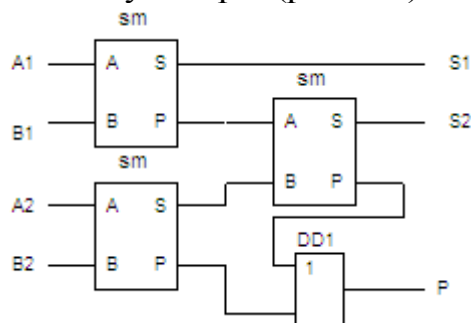 sm
A1 A S S1
sm
B1 B P A S S2
sm
B P
A2 A S
DD1
B2 B P 1
P